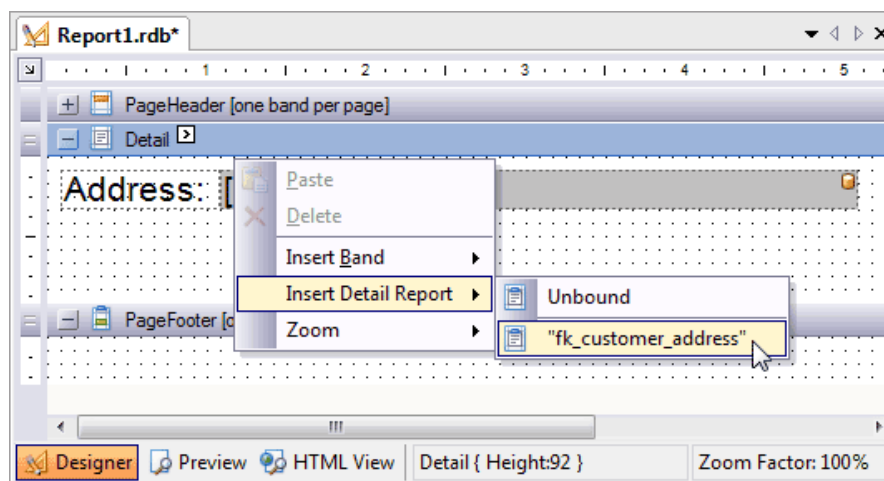 Report1.rdb*
1 2 3 4 5
PageHeader [one band per page]
Detail
Address: [
Paste
Delete
Insert Band
Insert Detail Report
Unbound
PageFooter [o
Zoom
"fk_customer_address"
Designer Preview HTML View Detail { Height:92 } Zoom Factor: 100%